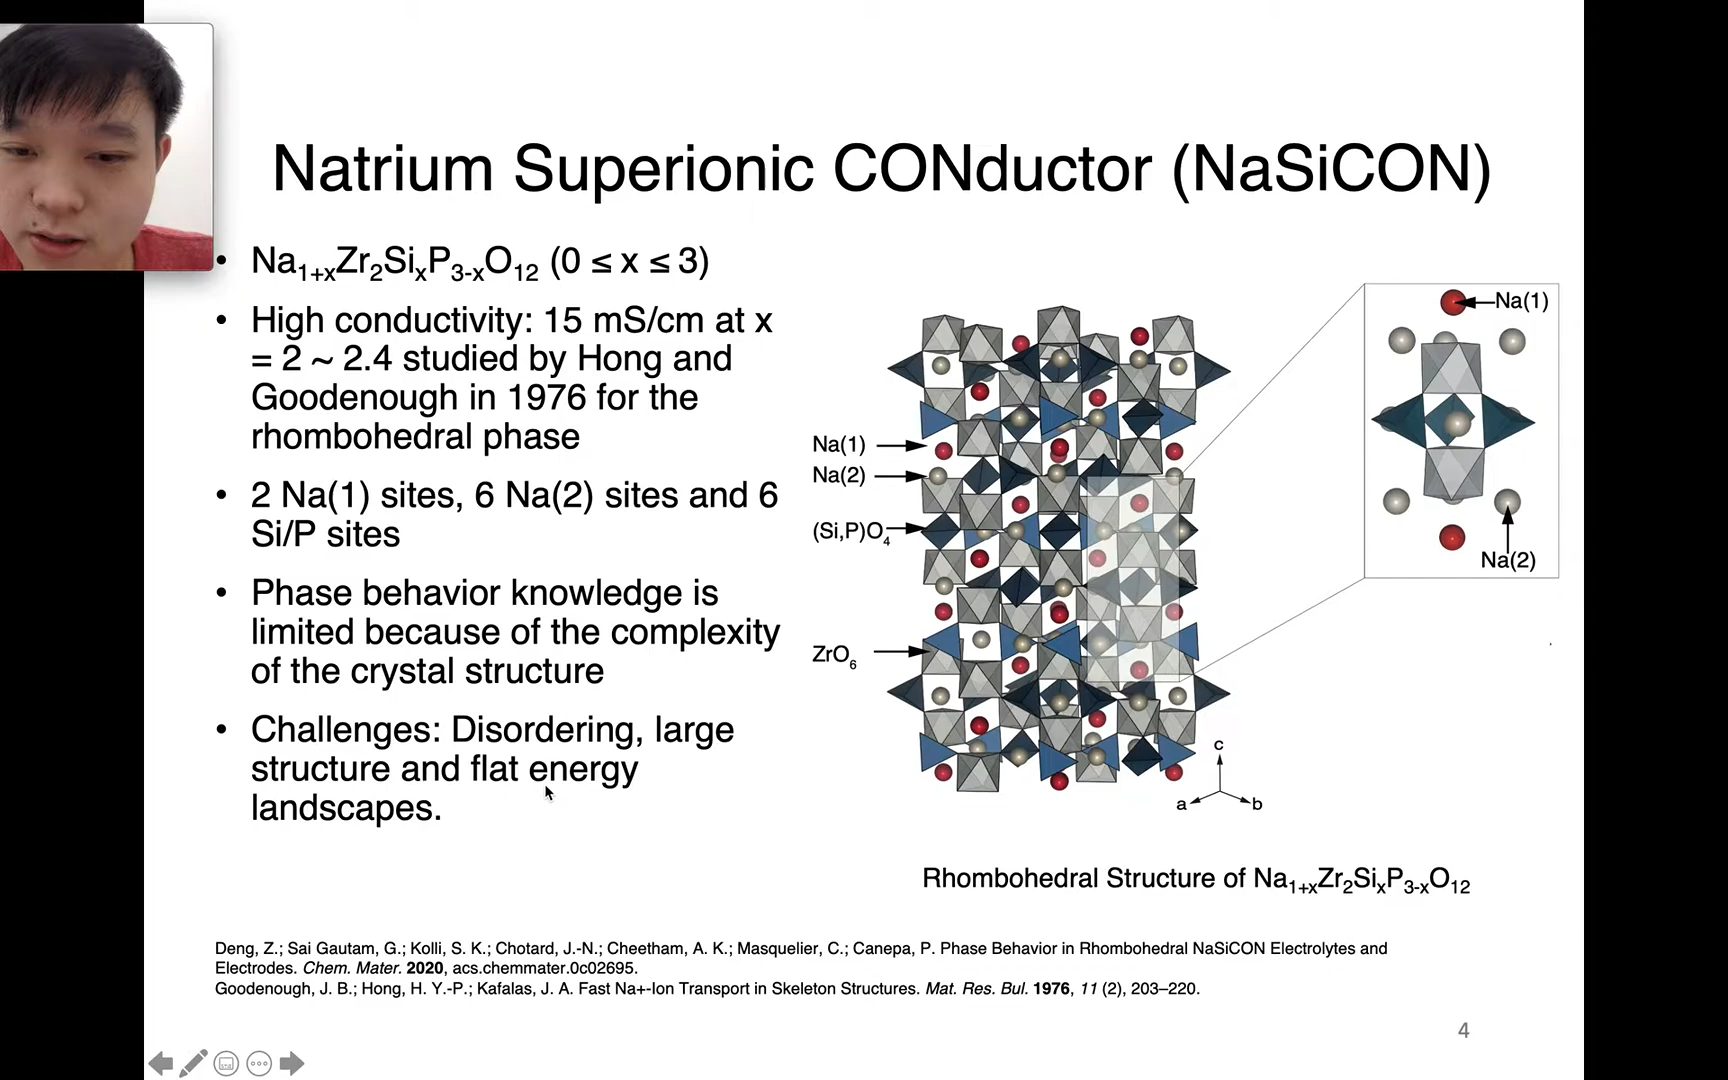 Natrium Superionic CONductor (NaSiCON)
• Na₁₊ₓZr₂SiₓP₃₋ₓO₁₂ (0 ≤ x ≤ 3)
• High conductivity: 15 mS/cm at x
= 2 ~ 2.4 studied by Hong and
Goodenough in 1976 for the
rhombohedral phase
• 2 Na(1) sites, 6 Na(2) sites and 6
Si/P sites
• Phase behavior knowledge is
limited because of the complexity
of the crystal structure
• Challenges: Disordering, large
structure and flat energy
landscapes.
Na(1)
Na(2)
(Si,P)O₄
ZrO₆
Na(1)
Na(2)
c
a
b
Rhombohedral Structure of Na₁₊ₓZr₂SiₓP₃₋ₓO₁₂
Deng, Z.; Sai Gautam, G.; Kolli, S. K.; Chotard, J.-N.; Cheetham, A. K.; Masquelier, C.; Canepa, P. Phase Behavior in Rhombohedral NaSiCON Electrolytes and
Electrodes. Chem. Mater. 2020, acs.chemmater.0c02695.
Goodenough, J. B.; Hong, H. Y.-P.; Kafalas, J. A. Fast Na+-Ion Transport in Skeleton Structures. Mat. Res. Bul. 1976, 11 (2), 203–220.
4